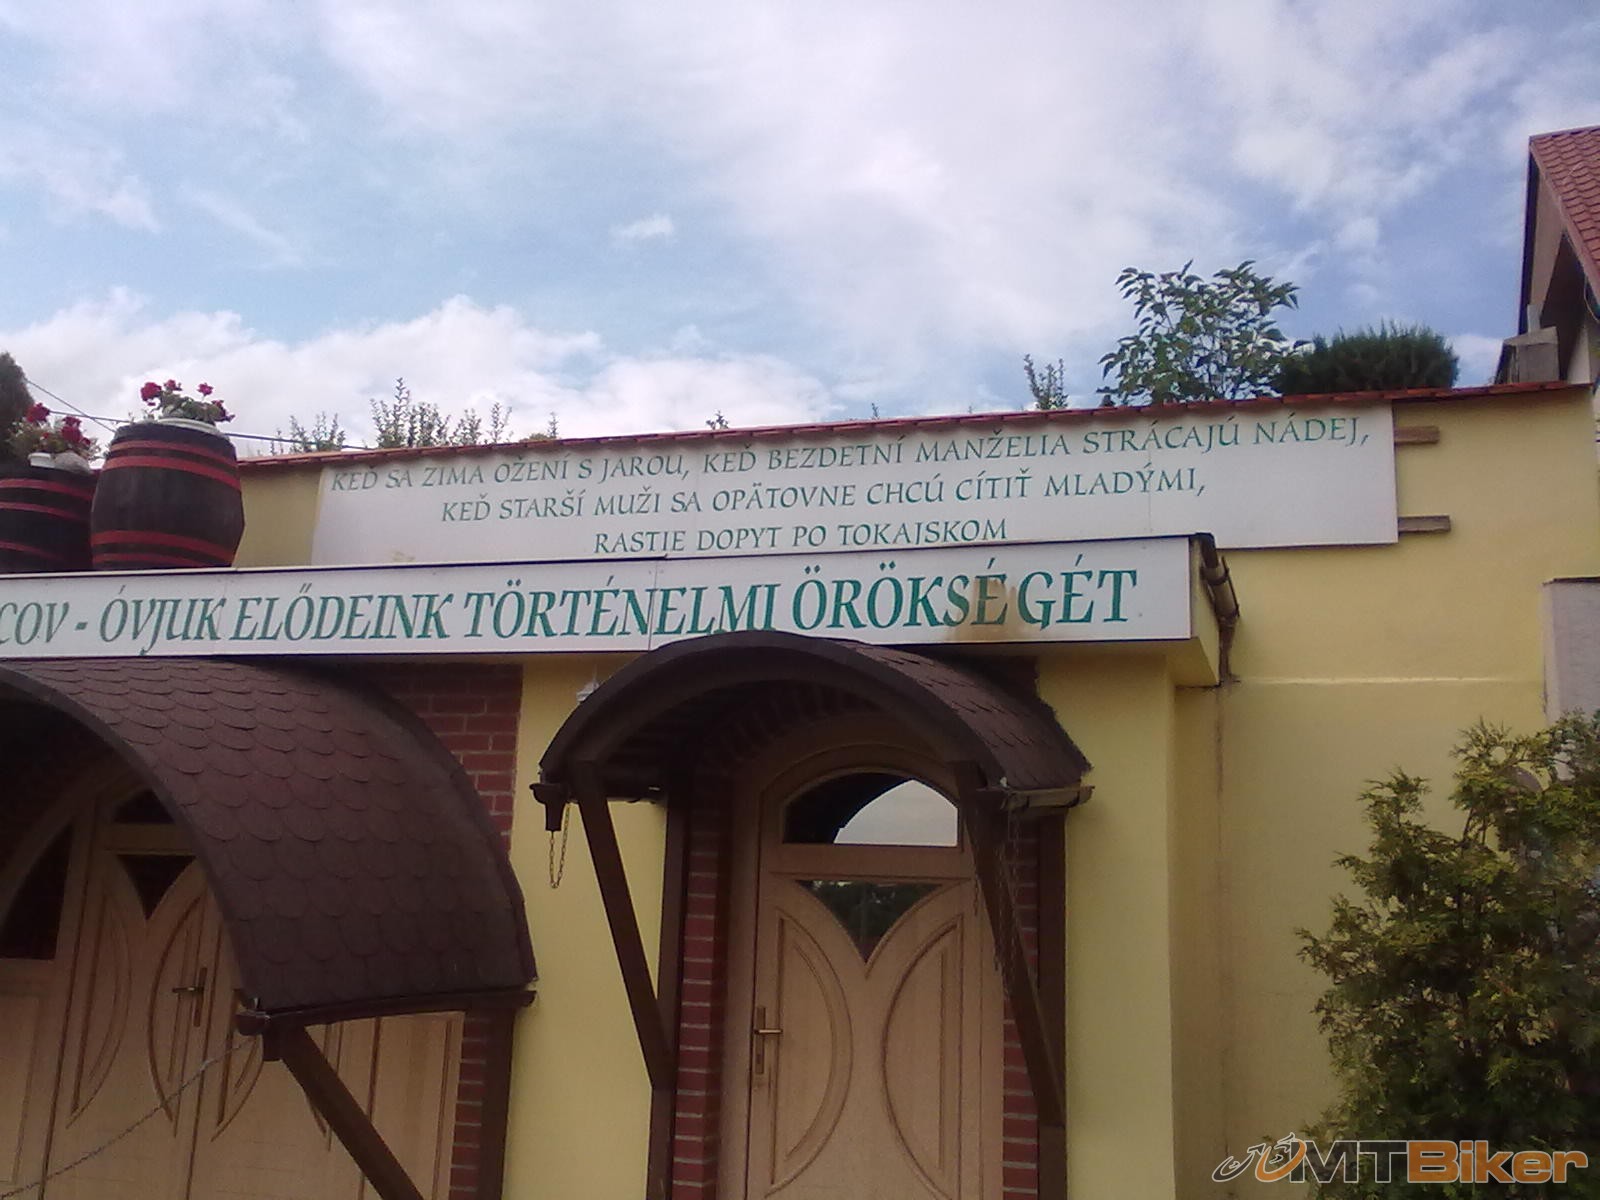 KEĎ SA ZIMA OŽENÍ S JAROU, KEĎ BEZDETNÍ MANŽELIA STRÁCAJÚ NÁDEJ,
KEĎ STARŠÍ MUŽI SA OPÄTOVNE CHCÚ CÍTIŤ MLADÝMI,
RASTIE DOPYT PO TOKAJSKOM
COV - ÓVJUK ELŐDEINK TÖRTÉNELMI ÖRÖKSÉGÉT
MTBiker